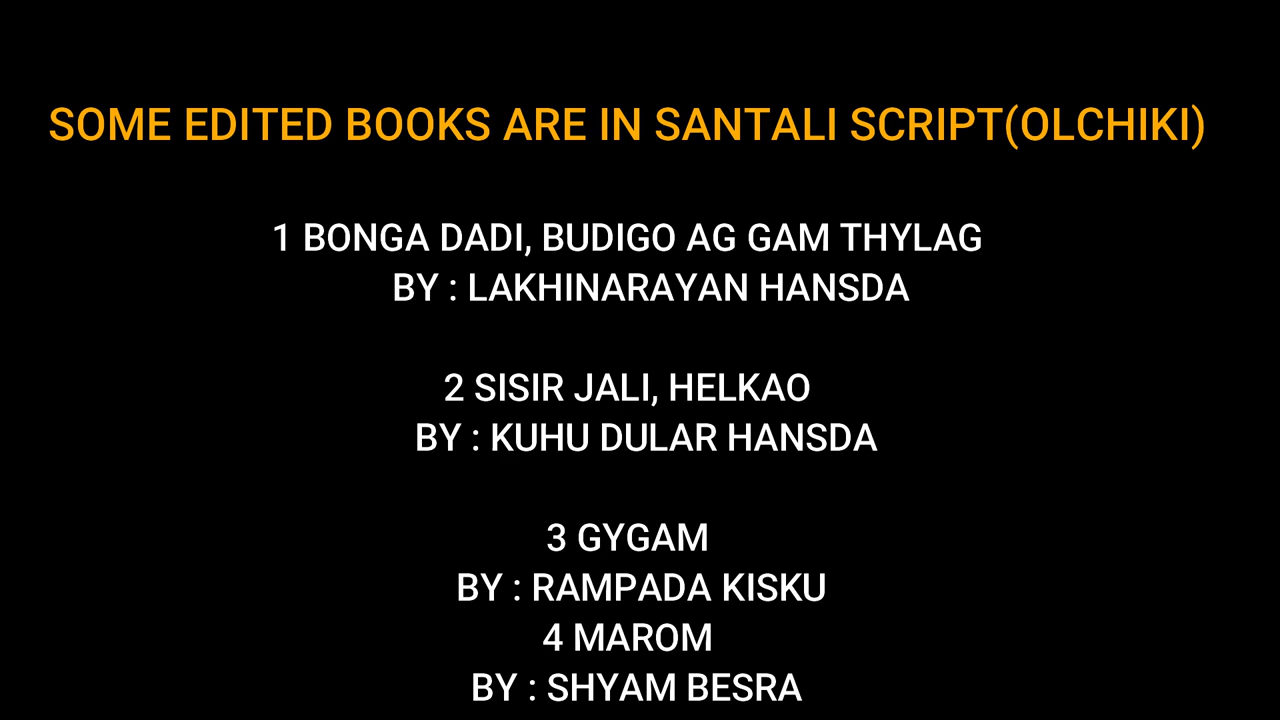 SOME EDITED BOOKS ARE IN SANTALI SCRIPT(OLCHIKI)
1 BONGA DADI, BUDIGO AG GAM THYLAG
BY : LAKHINARAYAN HANSDA
2 SISIR JALI, HELKAO
BY : KUHU DULAR HANSDA
3 GYGAM
BY : RAMPADA KISKU
4 MAROM
BY : SHYAM BESRA